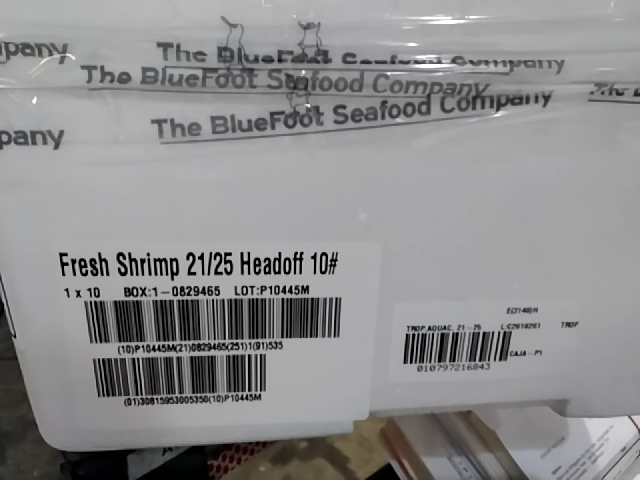 pany
The BlueFoot Seafood Company
The BlueFoot Seafood Company
The BlueFoot Seafood Company
pany
Fresh Shrimp 21/25 Headoff 10#
1 x 10 BOX:1-0829465 LOT:P10445M
(10)P10445M(21)0829465(251)1(91)535
(01)30815953005350(10)P10445M
TROP.AQUAC. 21-25 TROP
CAJA-P1
010797216843